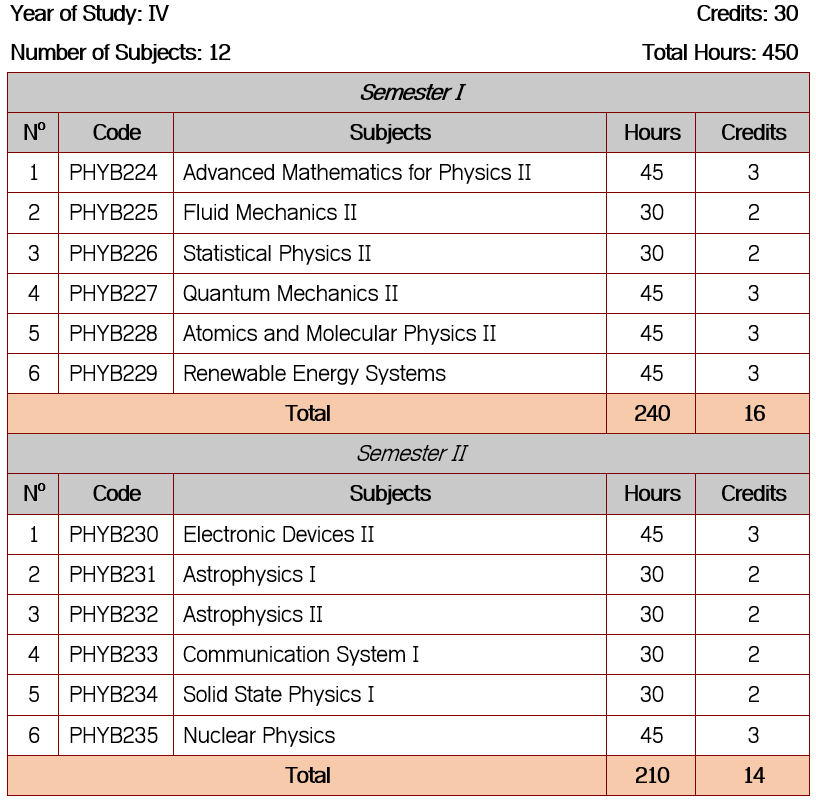 Year of Study: IV Credits: 30
Number of Subjects: 12 Total Hours: 450
Semester I
Nº Code Subjects Hours Credits
1 PHYB224 Advanced Mathematics for Physics II 45 3
2 PHYB225 Fluid Mechanics II 30 2
3 PHYB226 Statistical Physics II 30 2
4 PHYB227 Quantum Mechanics II 45 3
5 PHYB228 Atomics and Molecular Physics II 45 3
6 PHYB229 Renewable Energy Systems 45 3
Total 240 16
Semester II
Nº Code Subjects Hours Credits
1 PHYB230 Electronic Devices II 45 3
2 PHYB231 Astrophysics I 30 2
3 PHYB232 Astrophysics II 30 2
4 PHYB233 Communication System I 30 2
5 PHYB234 Solid State Physics I 30 2
6 PHYB235 Nuclear Physics 45 3
Total 210 14